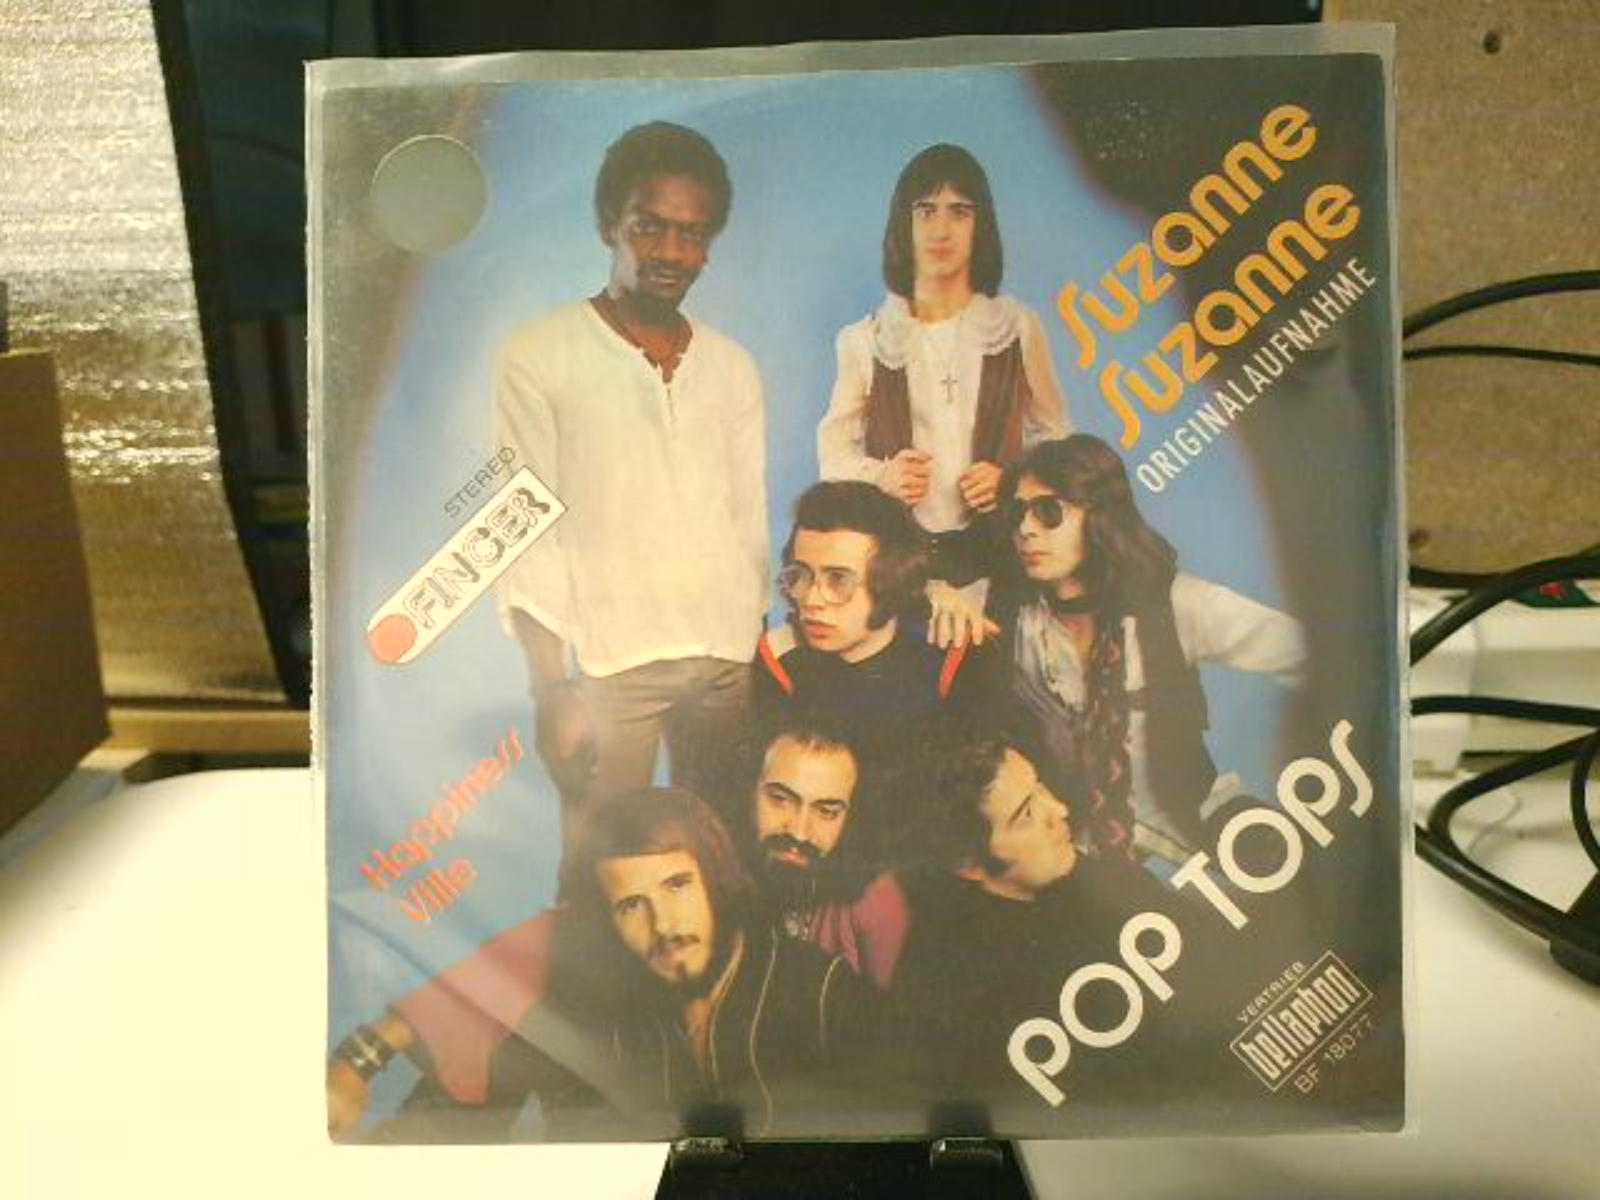 Suzanne
Suzanne
ORIGINALAUFNAHME
STEREO
FINGER
Happiness
Ville
POP TOPS
VERTRIEB
bellaphon
BF 18077